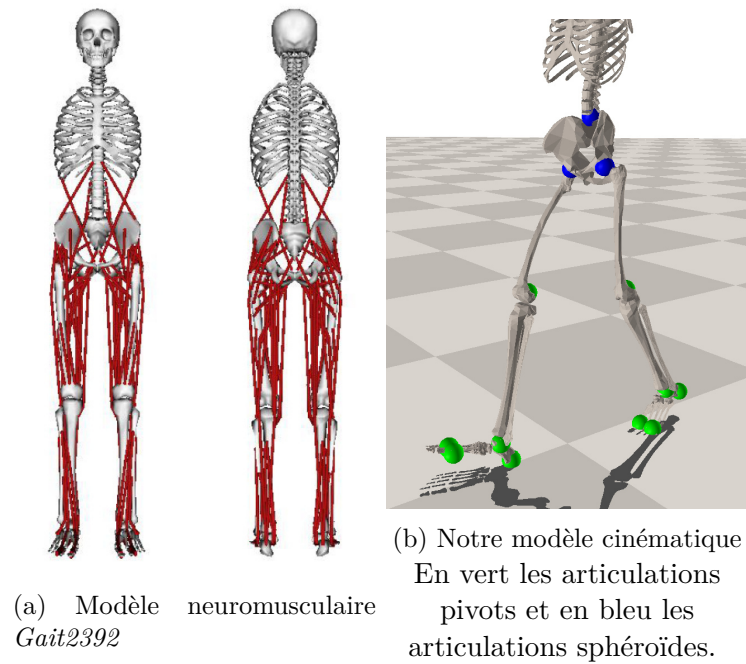 (a) Modèle neuromusculaire
Gait2392
(b) Notre modèle cinématique
En vert les articulations
pivots et en bleu les
articulations sphéroïdes.